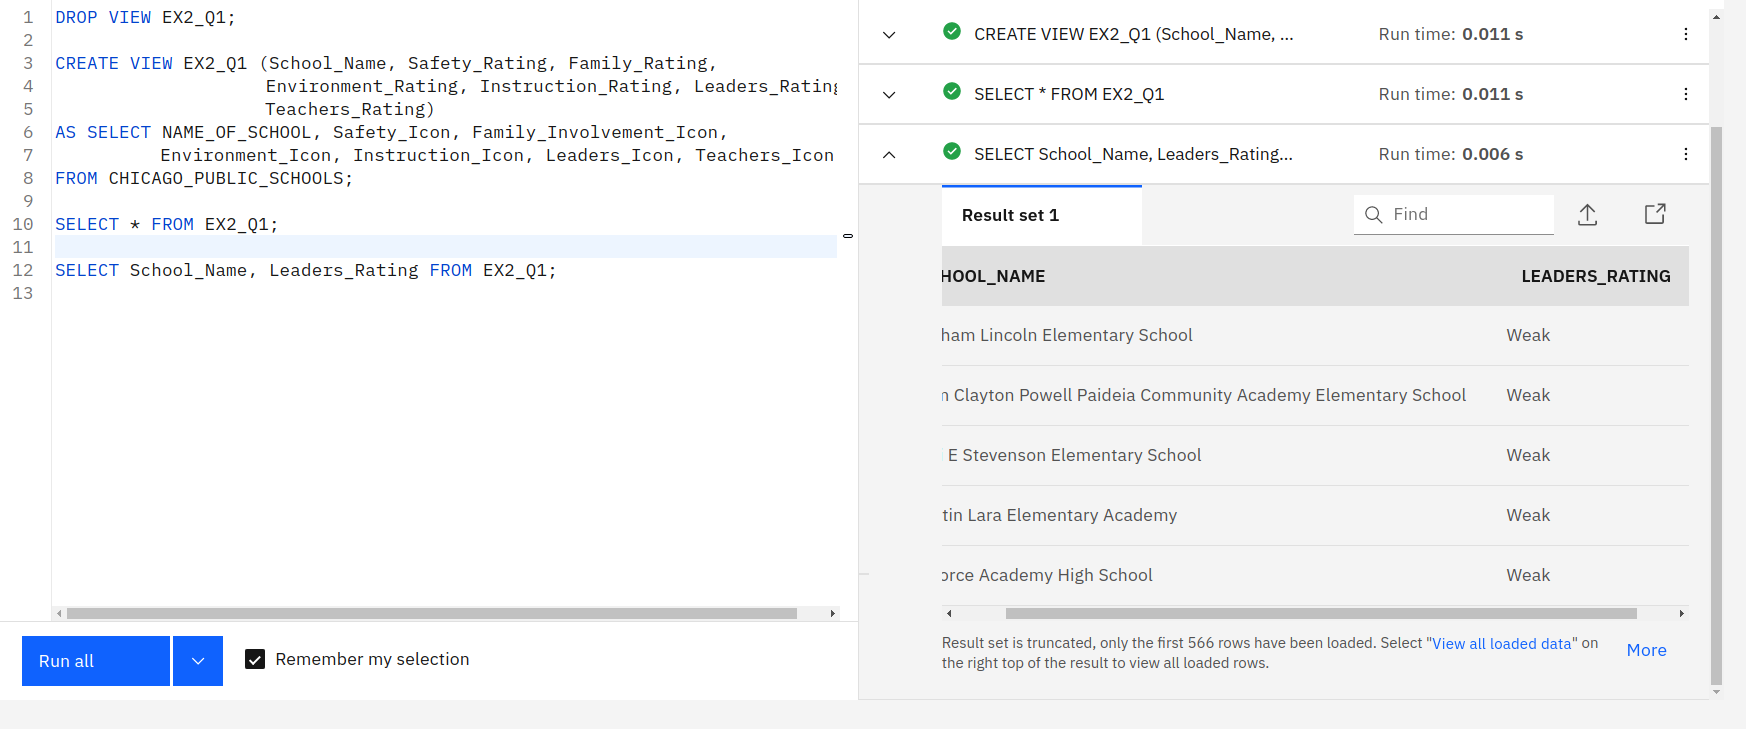 1 DROP VIEW EX2_Q1;
2
3 CREATE VIEW EX2_Q1 (School_Name, Safety_Rating, Family_Rating,
4 Environment_Rating, Instruction_Rating, Leaders_Rating
5 Teachers_Rating)
6 AS SELECT NAME_OF_SCHOOL, Safety_Icon, Family_Involvement_Icon,
7 Environment_Icon, Instruction_Icon, Leaders_Icon, Teachers_Icon
8 FROM CHICAGO_PUBLIC_SCHOOLS;
9
10 SELECT * FROM EX2_Q1;
11
12 SELECT School_Name, Leaders_Rating FROM EX2_Q1;
13
Run all
Remember my selection
CREATE VIEW EX2_Q1 (School_Name, ... Run time: 0.011 s
SELECT * FROM EX2_Q1 Run time: 0.011 s
SELECT School_Name, Leaders_Rating... Run time: 0.006 s
Result set 1 Find
HOOL_NAME LEADERS_RATING
ham Lincoln Elementary School Weak
n Clayton Powell Paideia Community Academy Elementary School Weak
E Stevenson Elementary School Weak
tin Lara Elementary Academy Weak
orce Academy High School Weak
Result set is truncated, only the first 566 rows have been loaded. Select "View all loaded data" on
the right top of the result to view all loaded rows.
More